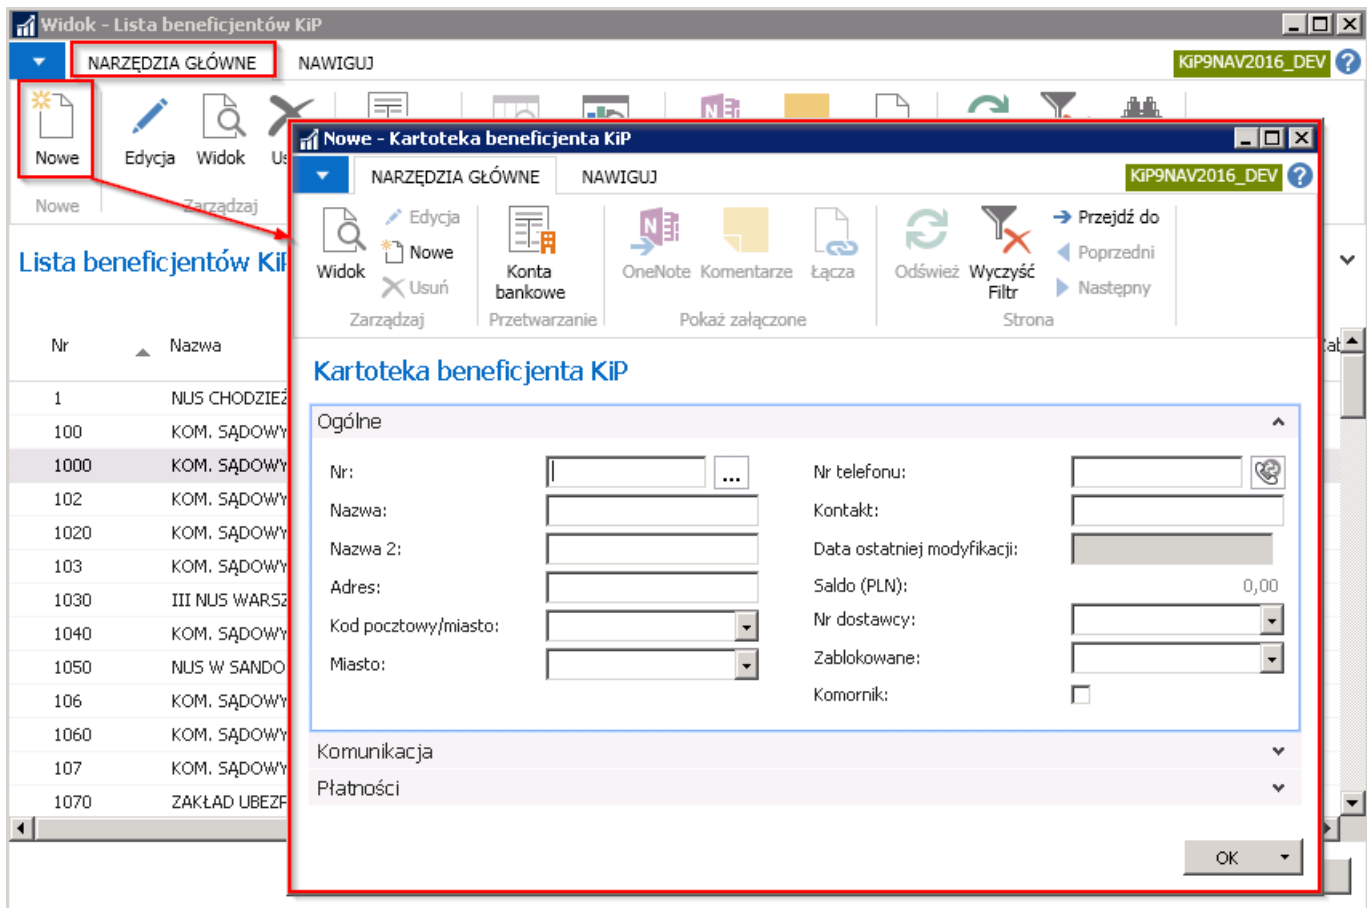 Widok - Lista beneficjentów KiP
NARZĘDZIA GŁÓWNE NAWIGUJ KiP9NAV2016_DEV
Nowe Edycja Widok
Nowe Zarządzaj
Lista beneficjentów
Nr Nazwa
1 NUS CHODZIEŻ
100 KOM. SĄDOWY
1000 KOM. SĄDOWY
102 KOM. SĄDOWY
1020 KOM. SĄDOWY
103 KOM. SĄDOWY
1030 III NUS WARSZ
1040 KOM. SĄDOWY
1050 NUS W SANDO
106 KOM. SĄDOWY
1060 KOM. SĄDOWY
107 KOM. SĄDOWY
1070 ZAKŁAD UBEZP
Nowe - Kartoteka beneficjenta KiP
NARZĘDZIA GŁÓWNE NAWIGUJ KiP9NAV2016_DEV
Widok
Edycja
Nowe
Usuń
Zarządzaj
Konta
bankowe
Przetwarzanie
OneNote Komentarze Łącza
Pokaż załączone
Odśwież Wyczyść
Filtr
Przejdź do
Poprzedni
Następny
Strona
Kartoteka beneficjenta KiP
Ogólne
Nr: ...
Nazwa:
Nazwa 2:
Adres:
Kod pocztowy/miasto:
Miasto:
Nr telefonu:
Kontakt:
Data ostatniej modyfikacji:
Saldo (PLN): 0,00
Nr dostawcy:
Zablokowane:
Komornik:
Komunikacja
Płatności
OK